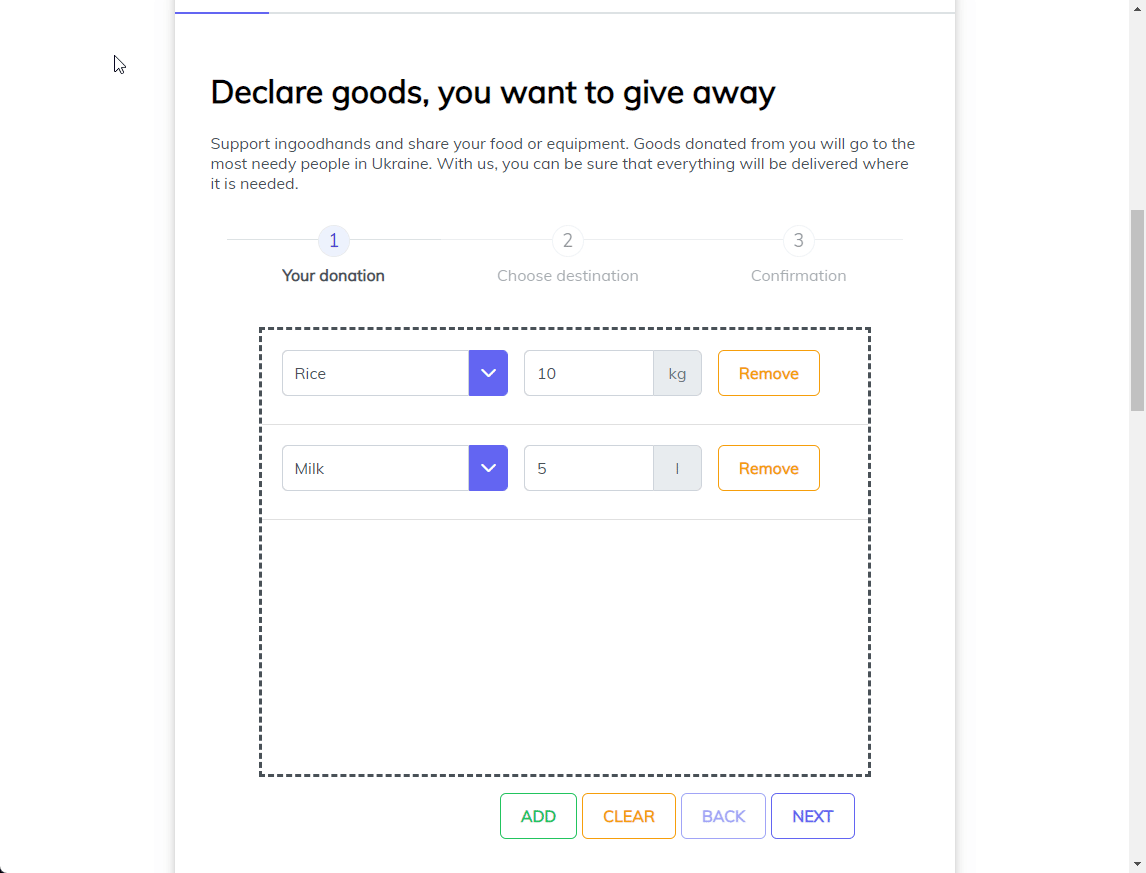 Declare goods, you want to give away
Support ingoodhands and share your food or equipment. Goods donated from you will go to the
most needy people in Ukraine. With us, you can be sure that everything will be delivered where
it is needed.
1 2 3
Your donation Choose destination Confirmation
Rice 10 kg Remove
Milk 5 l Remove
ADD CLEAR BACK NEXT